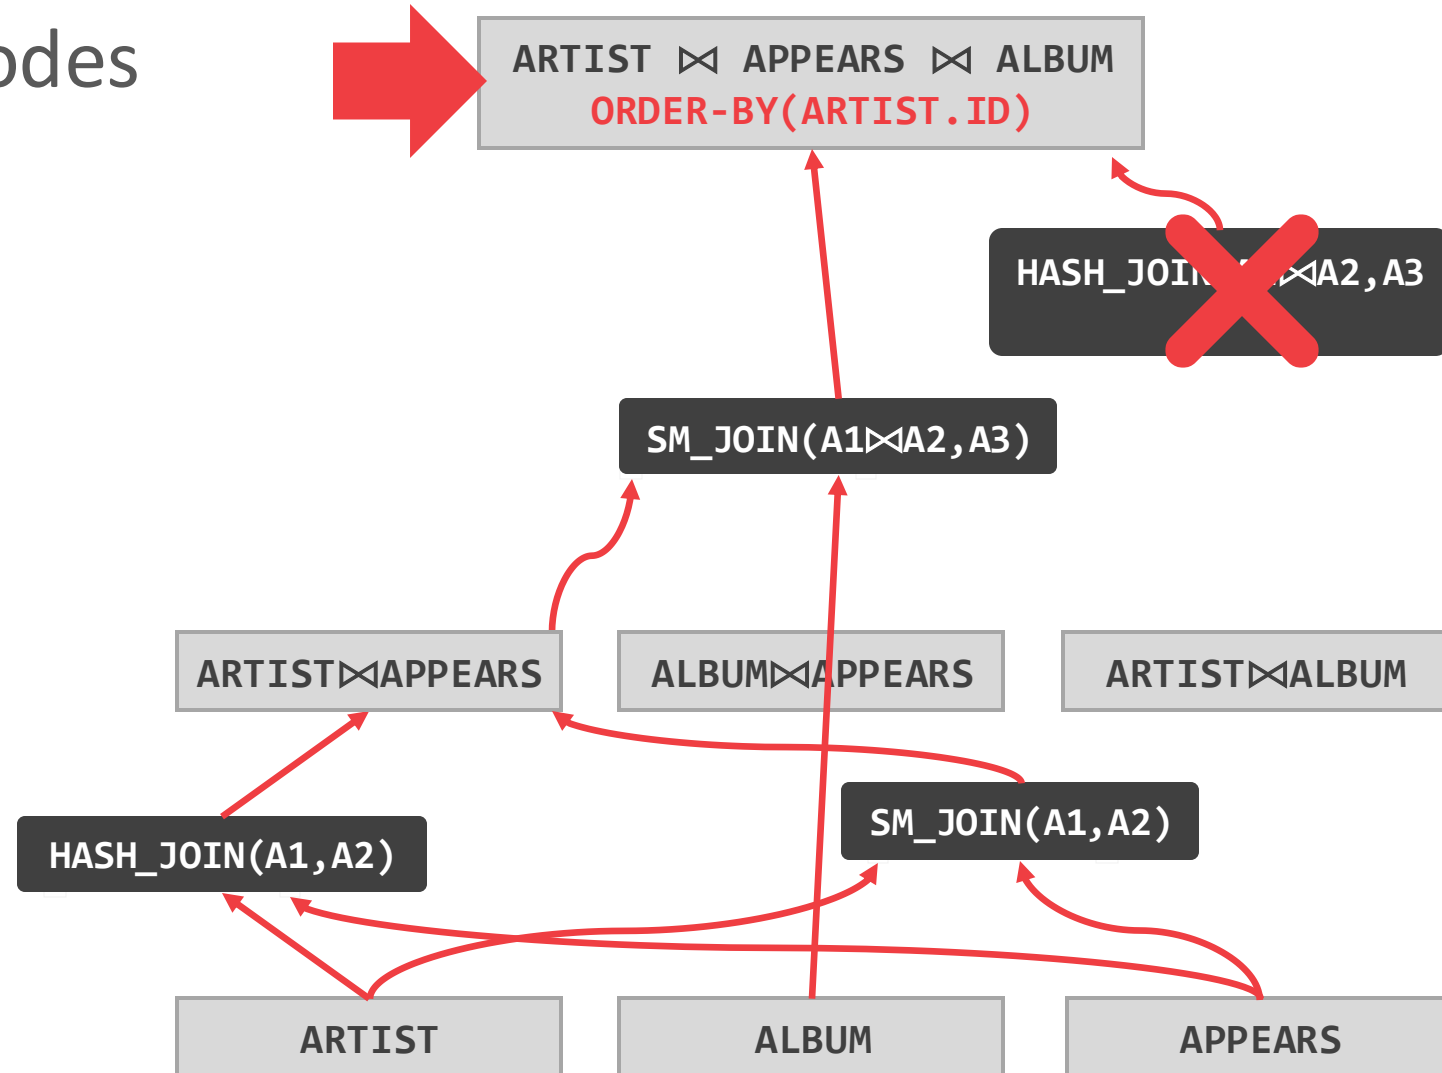 odes
ARTIST ⋈ APPEARS ⋈ ALBUM
ORDER-BY(ARTIST.ID)
⋈A2,A3
SM_JOIN(A1⋈A2,A3)
ARTIST⋈APPEARS
ALBUM⋈APPEARS
ARTIST⋈ALBUM
SM_JOIN(A1,A2)
HASH_JOIN(A1,A2)
ARTIST
ALBUM
APPEARS